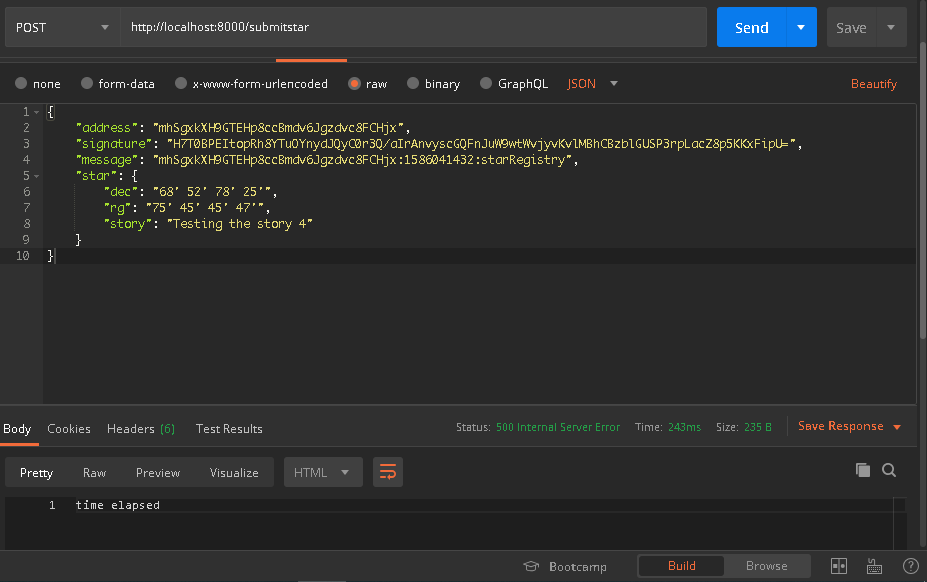 POST http://localhost:8000/submitstar Send Save
none form-data x-www-form-urlencoded raw binary GraphQL JSON Beautify
1 {
2 "address": "mhSgxkXH9GTEHp8ccBmdv6Jgzdvc8FCHjx",
3 "signature": "H7T0BPEItopRh8YTuOYnydJQyC0r3Q/aIrAnvyscGQFnJuW9wtWvjyvKvlMBhCBzblGUSP3rpLacZ8p5KKxFipU=",
4 "message": "mhSgxkXH9GTEHp8ccBmdv6Jgzdvc8FCHjx:1586041432:starRegistry",
5 "star": {
6 "dec": "68' 52' 78' 25'",
7 "rg": "75' 45' 45' 47'",
8 "story": "Testing the story 4"
9 }
10 }
Body Cookies Headers (6) Test Results Status: 500 Internal Server Error Time: 243ms Size: 235 B Save Response
Pretty Raw Preview Visualize HTML
1 time elapsed
Bootcamp Build Browse